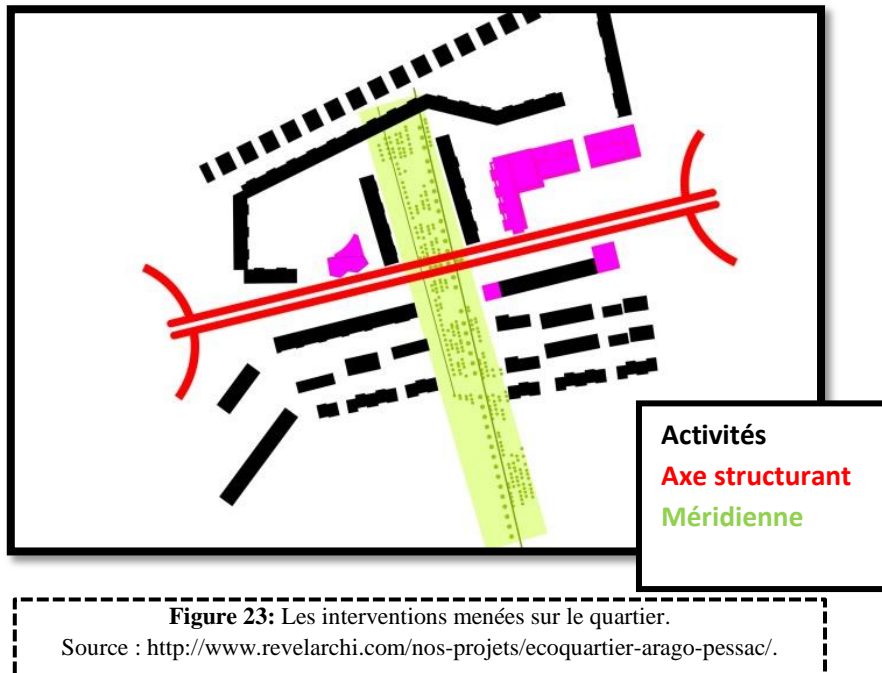 Activités
Axe structurant
Méridienne
Figure 23: Les interventions menées sur le quartier.
Source : http://www.revelarchi.com/nos-projets/ecoquartier-arago-pessac/.